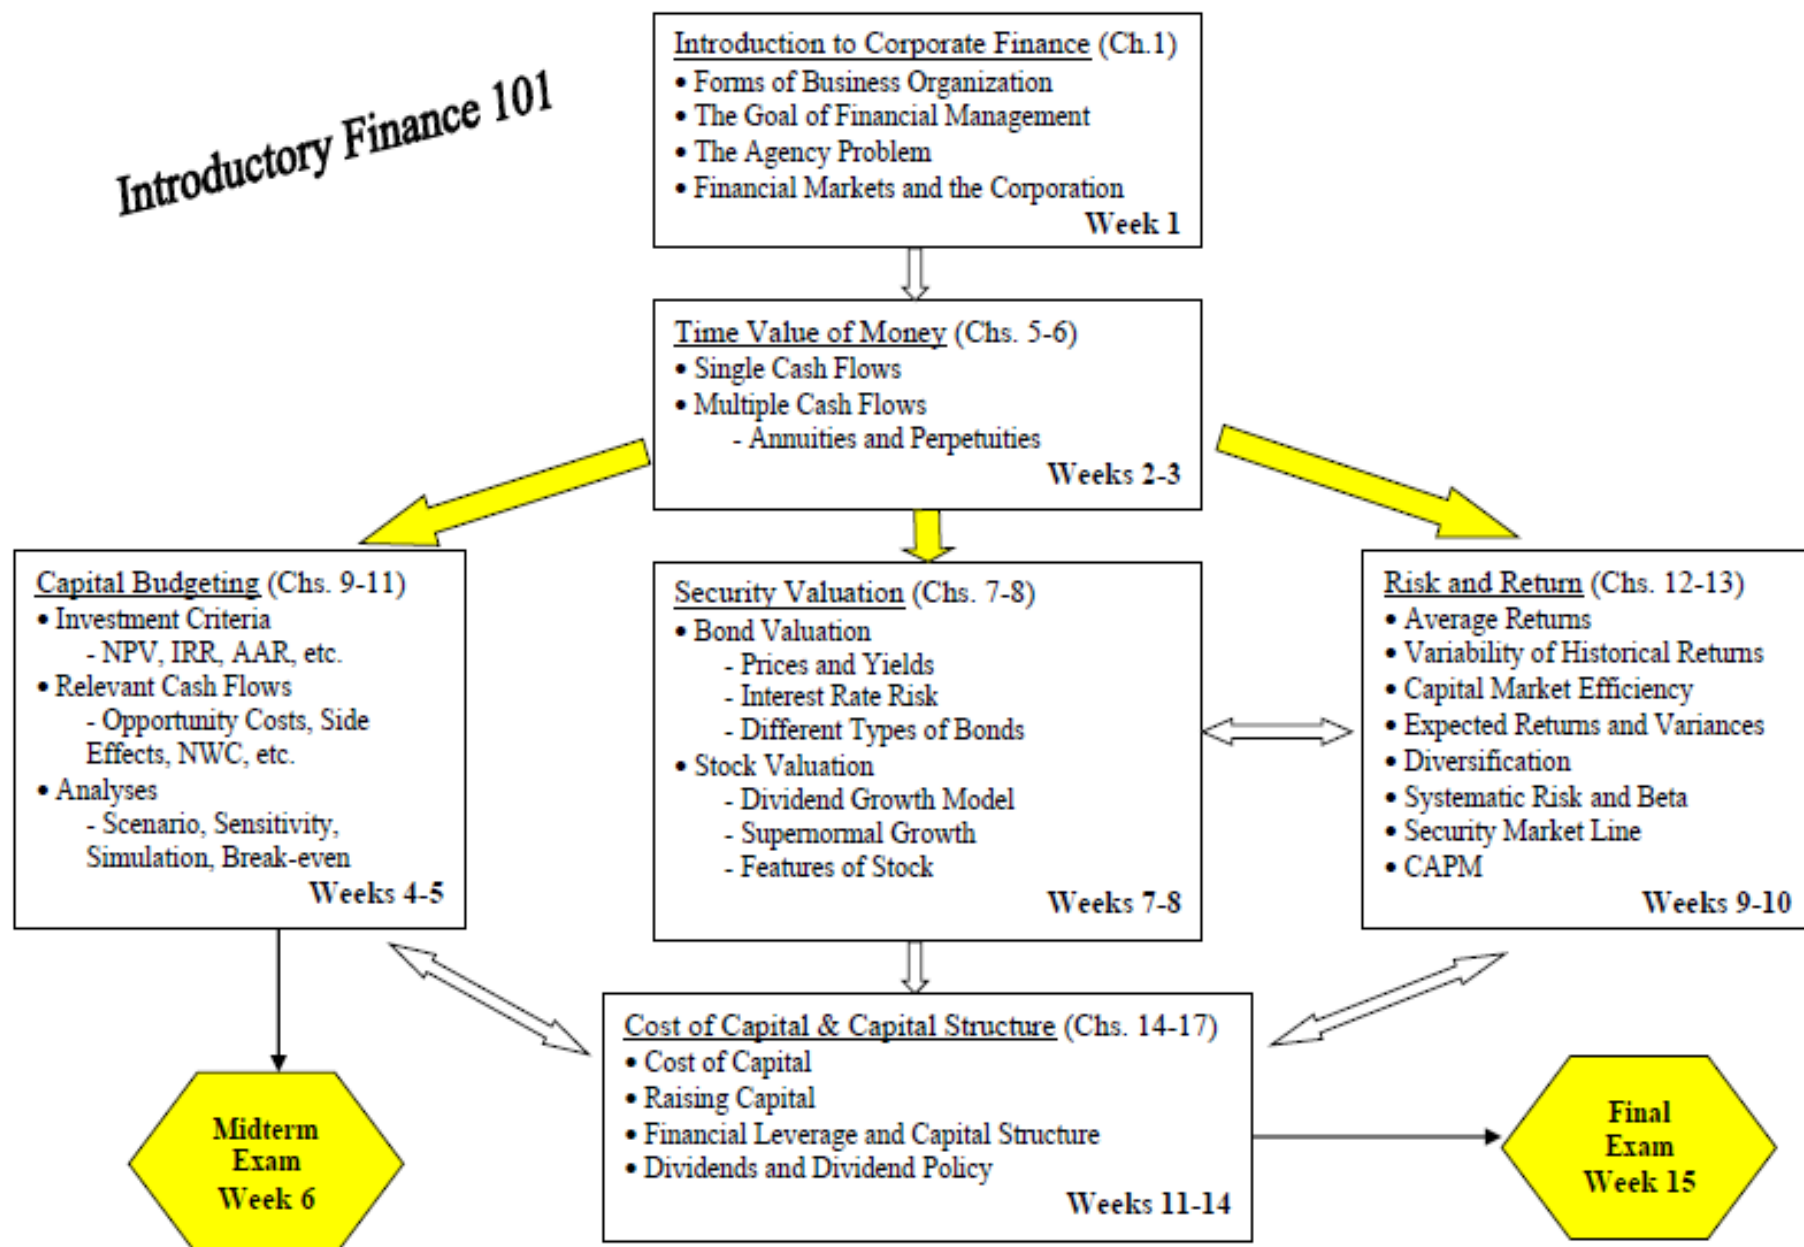 Introductory Finance 101
Introduction to Corporate Finance (Ch.1)
• Forms of Business Organization
• The Goal of Financial Management
• The Agency Problem
• Financial Markets and the Corporation
Week 1
Time Value of Money (Chs. 5-6)
• Single Cash Flows
• Multiple Cash Flows
- Annuities and Perpetuities
Weeks 2-3
Capital Budgeting (Chs. 9-11)
• Investment Criteria
- NPV, IRR, AAR, etc.
• Relevant Cash Flows
- Opportunity Costs, Side
Effects, NWC, etc.
• Analyses
- Scenario, Sensitivity,
Simulation, Break-even
Weeks 4-5
Security Valuation (Chs. 7-8)
• Bond Valuation
- Prices and Yields
- Interest Rate Risk
- Different Types of Bonds
• Stock Valuation
- Dividend Growth Model
- Supernormal Growth
- Features of Stock
Weeks 7-8
Risk and Return (Chs. 12-13)
• Average Returns
• Variability of Historical Returns
• Capital Market Efficiency
• Expected Returns and Variances
• Diversification
• Systematic Risk and Beta
• Security Market Line
• CAPM
Weeks 9-10
Midterm
Exam
Week 6
Cost of Capital & Capital Structure (Chs. 14-17)
• Cost of Capital
• Raising Capital
• Financial Leverage and Capital Structure
• Dividends and Dividend Policy
Weeks 11-14
Final
Exam
Week 15